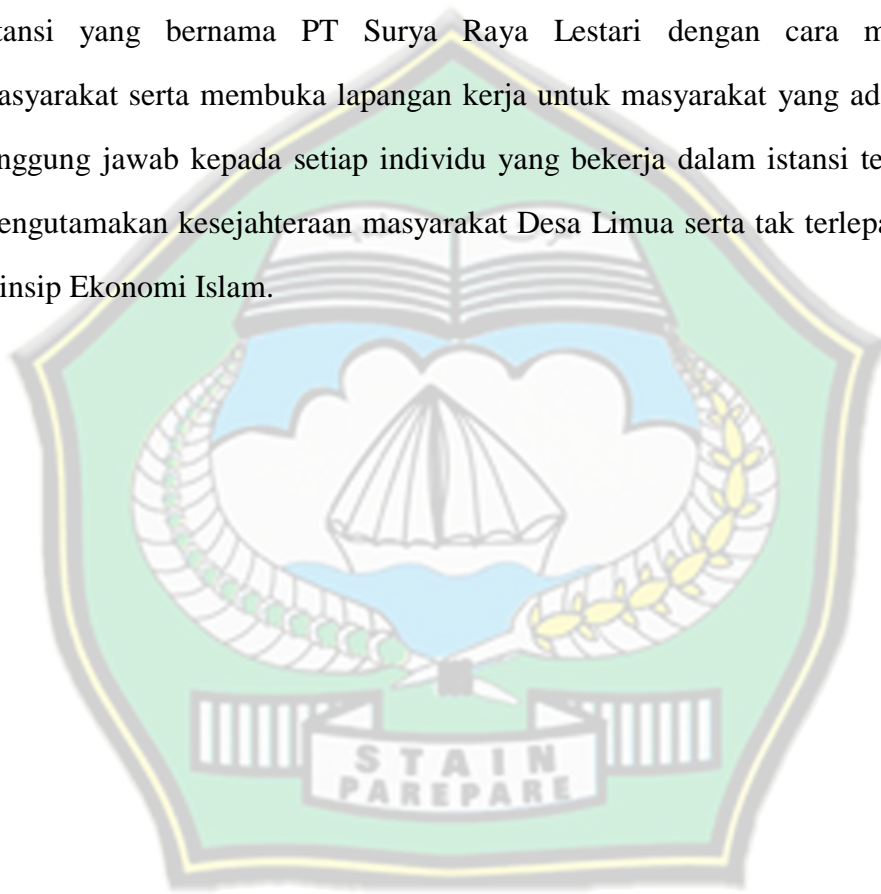 tansi yang bernama PT Surya Raya Lestari dengan cara m
asyarakat serta membuka lapangan kerja untuk masyarakat yang ad
nggung jawab kepada setiap individu yang bekerja dalam istansi te
engutamakan kesejahteraan masyarakat Desa Limua serta tak terlepa
insip Ekonomi Islam.
STAIN
PAREPARE